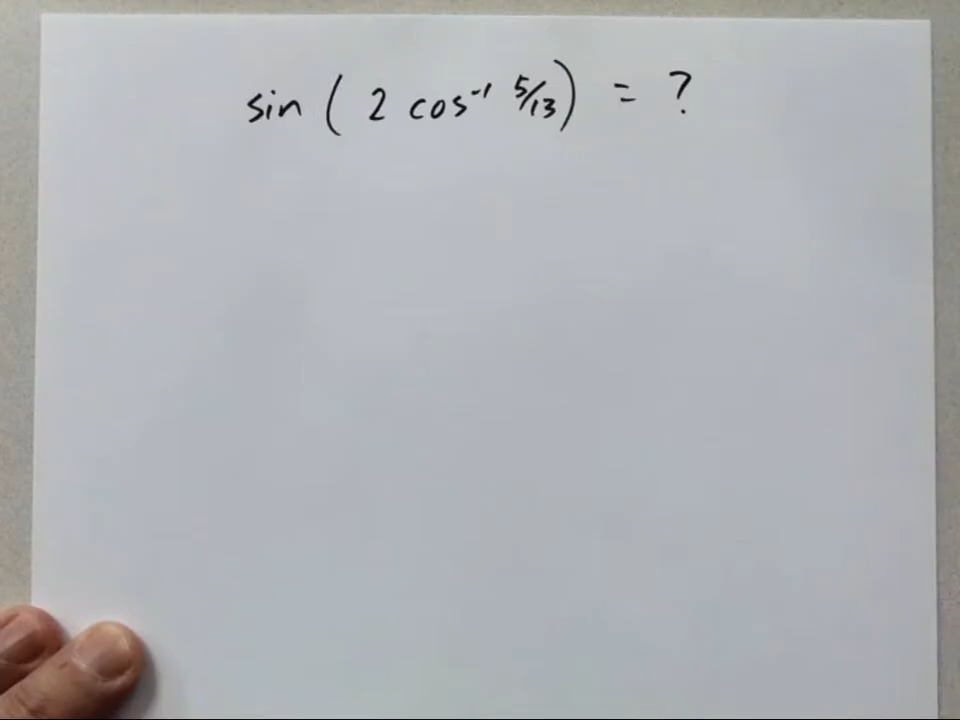 sin ( 2 cos⁻¹ 5/13 ) = ?